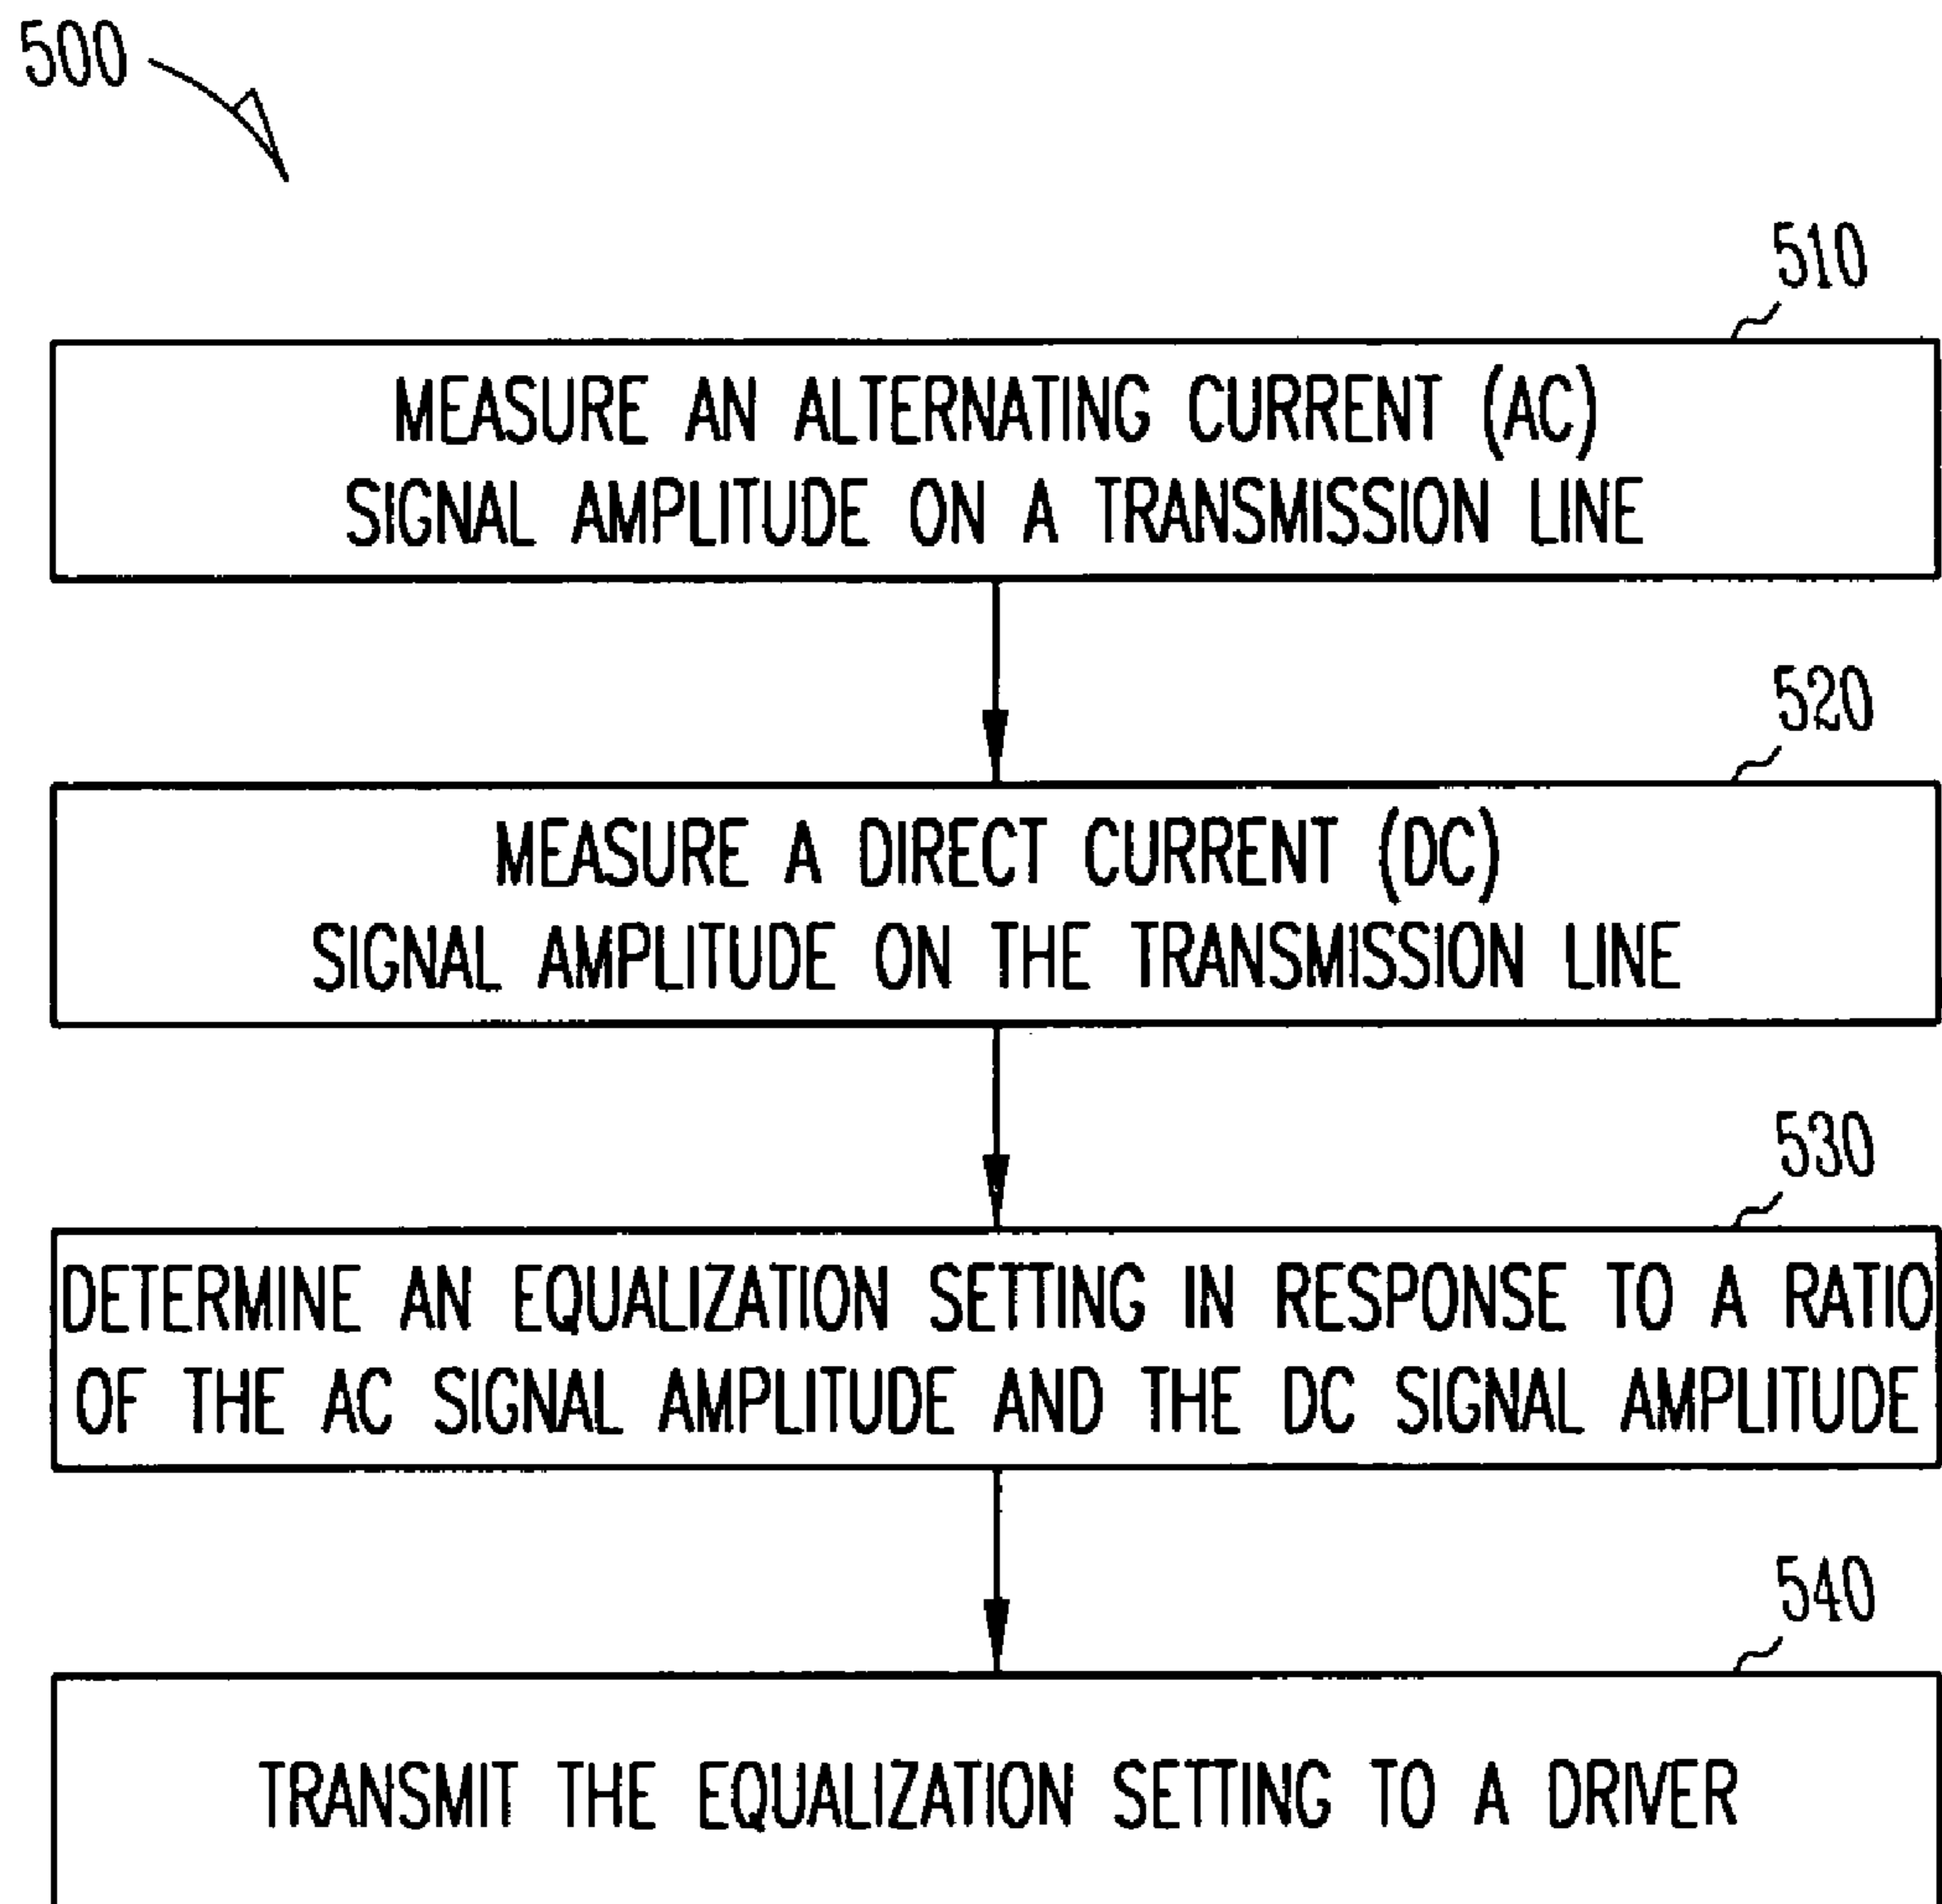 500
510
MEASURE AN ALTERNATING CURRENT (AC)
SIGNAL AMPLITUDE ON A TRANSMISSION LINE
520
MEASURE A DIRECT CURRENT (DC)
SIGNAL AMPLITUDE ON THE TRANSMISSION LINE
530
DETERMINE AN EQUALIZATION SETTING IN RESPONSE TO A RATIO
OF THE AC SIGNAL AMPLITUDE AND THE DC SIGNAL AMPLITUDE
540
TRANSMIT THE EQUALIZATION SETTING TO A DRIVER